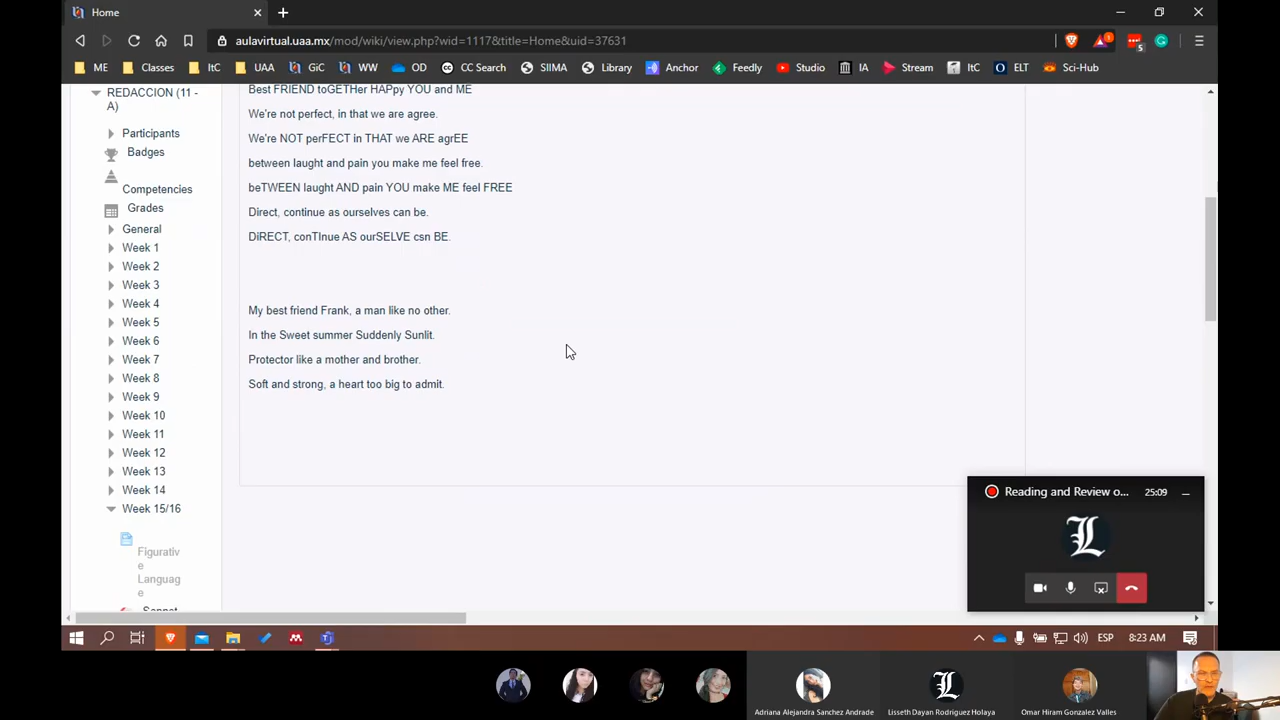 Home
aulavirtual.uaa.mx/mod/wiki/view.php?wid=1117&title=Home&uid=37631
1
5
ME Classes ItC UAA GiC WW OD CC Search SIIMA Library Anchor Feedly Studio IA Stream ItC ELT Sci-Hub
REDACCION (11 -
A)
Participants
Badges
Competencies
Grades
General
Week 1
Week 2
Week 3
Week 4
Week 5
Week 6
Week 7
Week 8
Week 9
Week 10
Week 11
Week 12
Week 13
Week 14
Week 15/16
Figurativ
e
Languag
e
Sonnet
Best FRIEND toGETHer HAPpy YOU and ME
We're not perfect, in that we are agree.
We're NOT perFECT in THAT we ARE agrEE
between laught and pain you make me feel free.
beTWEEN laught AND pain YOU make ME feel FREE
Direct, continue as ourselves can be.
DiRECT, conTInue AS ourSELVE csn BE.
My best friend Frank, a man like no other.
In the Sweet summer Suddenly Sunlit.
Protector like a mother and brother.
Soft and strong, a heart too big to admit.
Reading and Review o... 25:09
L
ESP 8:23 AM
L
Adriana Alejandra Sanchez Andrade
Lisseth Dayan Rodriguez Holaya
Omar Hiram Gonzalez Valles